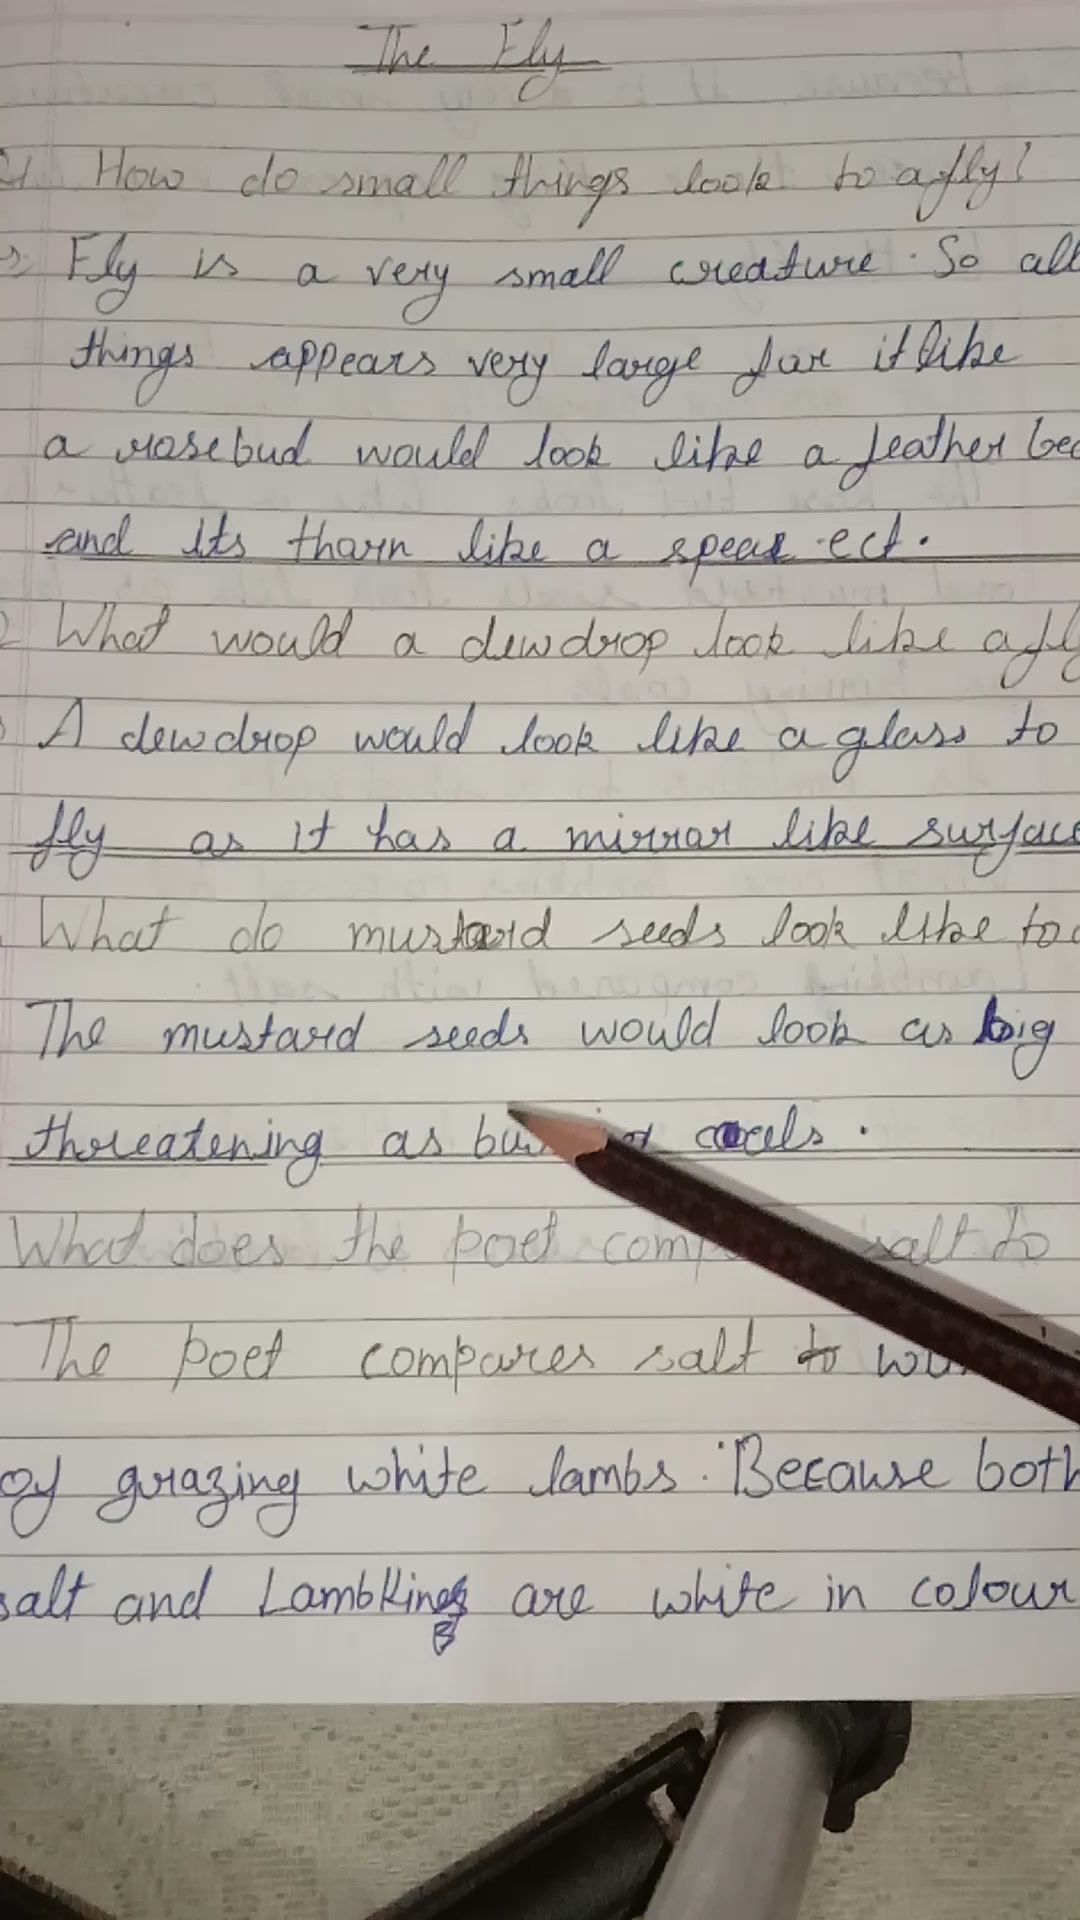 The Fly
How do small things look to a fly?
Fly is a very small creature. So all
things appears very large for it like
a rosebud would look like a feather bed
and its thorn like a spear ect.
What would a dewdrop look like a fly
A dewdrop would look like a glass to
fly as it has a mirror like surface
What do mustard seeds look like to
The mustard seeds would look as big
threatening as coals.
What does the poet salt to
The poet compares salt to
of grazing white lambs. Because both
salt and Lambkins are white in colour